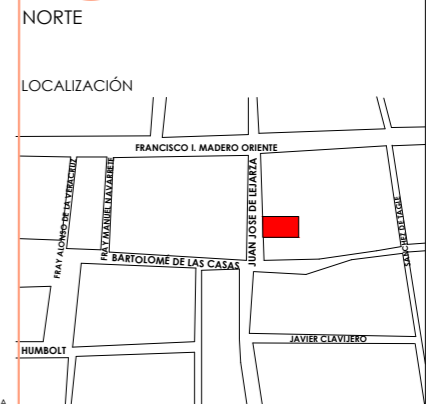 NORTE
LOCALIZACIÓN
FRANCISCO I. MADERO ORIENTE
FRAY ALONSO DE LA VERACRUZ
FRAY MANUEL NAVARRETE
JUAN JOSE DE LEJARZA
SANCHEZ DE TAGLE
BARTOLOMÉ DE LAS CASAS
JAVIER CLAVIJERO
HUMBOLT
A